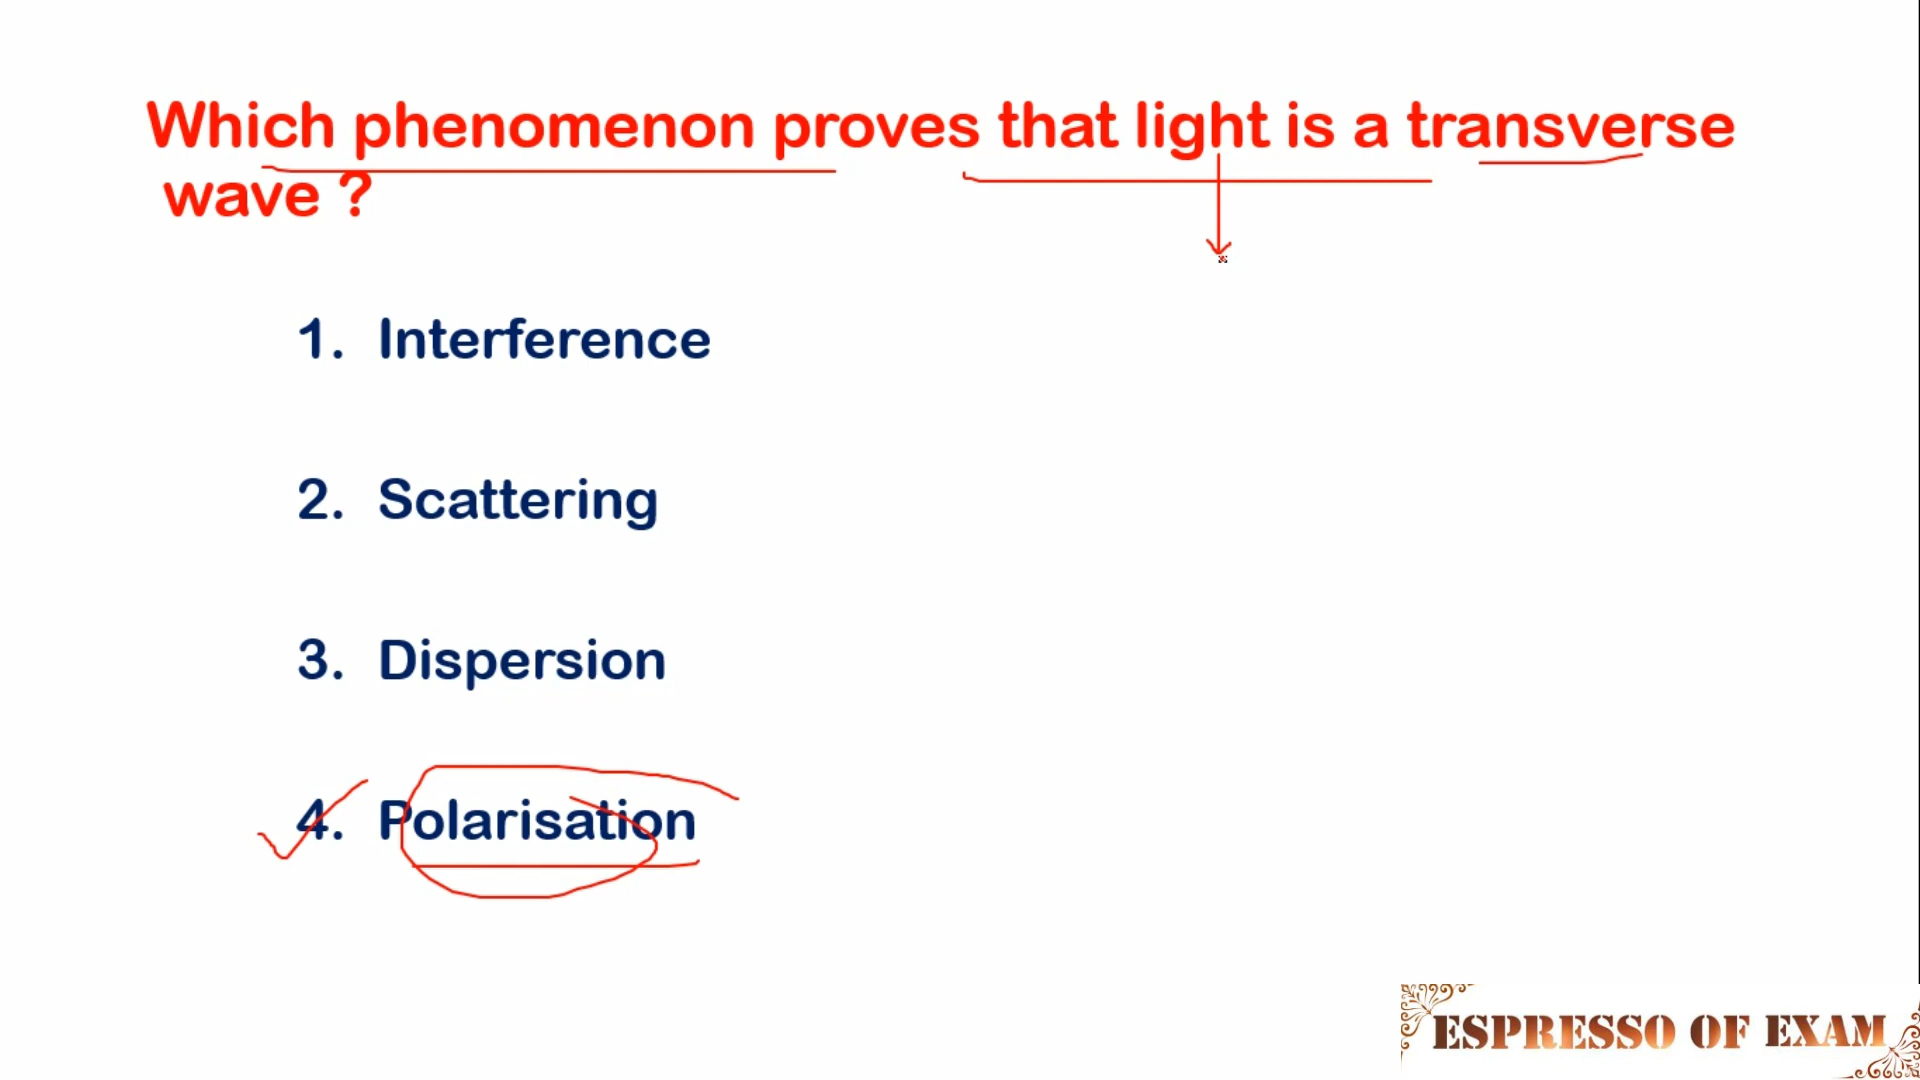 Which phenomenon proves that light is a transverse
wave ?
1. Interference
2. Scattering
3. Dispersion
4. Polarisation
ESPRESSO OF EXAM